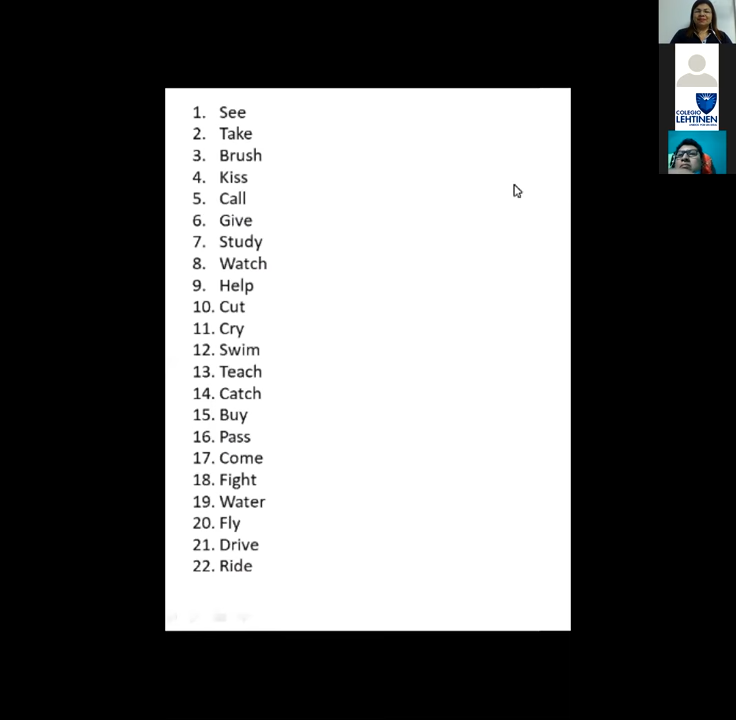 1. See
2. Take
3. Brush
4. Kiss
5. Call
6. Give
7. Study
8. Watch
9. Help
10. Cut
11. Cry
12. Swim
13. Teach
14. Catch
15. Buy
16. Pass
17. Come
18. Fight
19. Water
20. Fly
21. Drive
22. Ride
COLEGIO
LEHTINEN